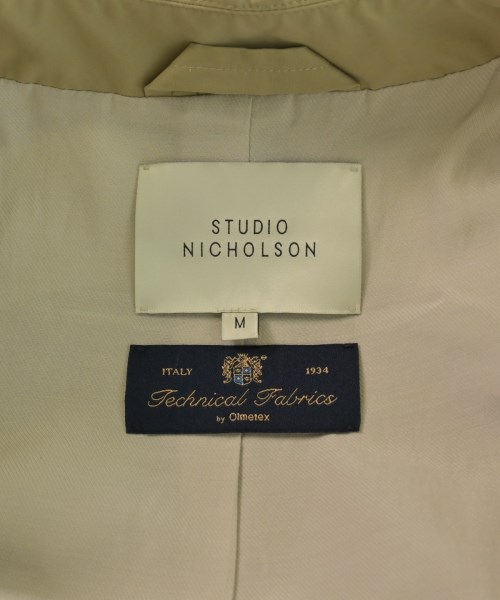 STUDIO
NICHOLSON
M
ITALY 1934
Technical Fabrics
by Olmetex